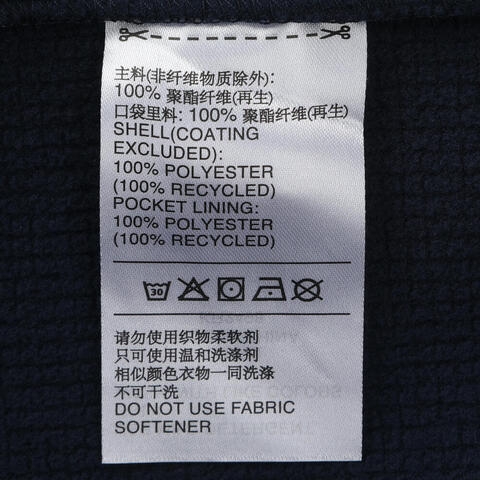 主料(非纤维物质除外):
100% 聚酯纤维(再生)
口袋里料: 100% 聚酯纤维(再生)
SHELL(COATING
EXCLUDED):
100% POLYESTER
(100% RECYCLED)
POCKET LINING:
100% POLYESTER
(100% RECYCLED)
30
请勿使用织物柔软剂
只可使用温和洗涤剂
相似颜色衣物一同洗涤
不可干洗
DO NOT USE FABRIC
SOFTENER